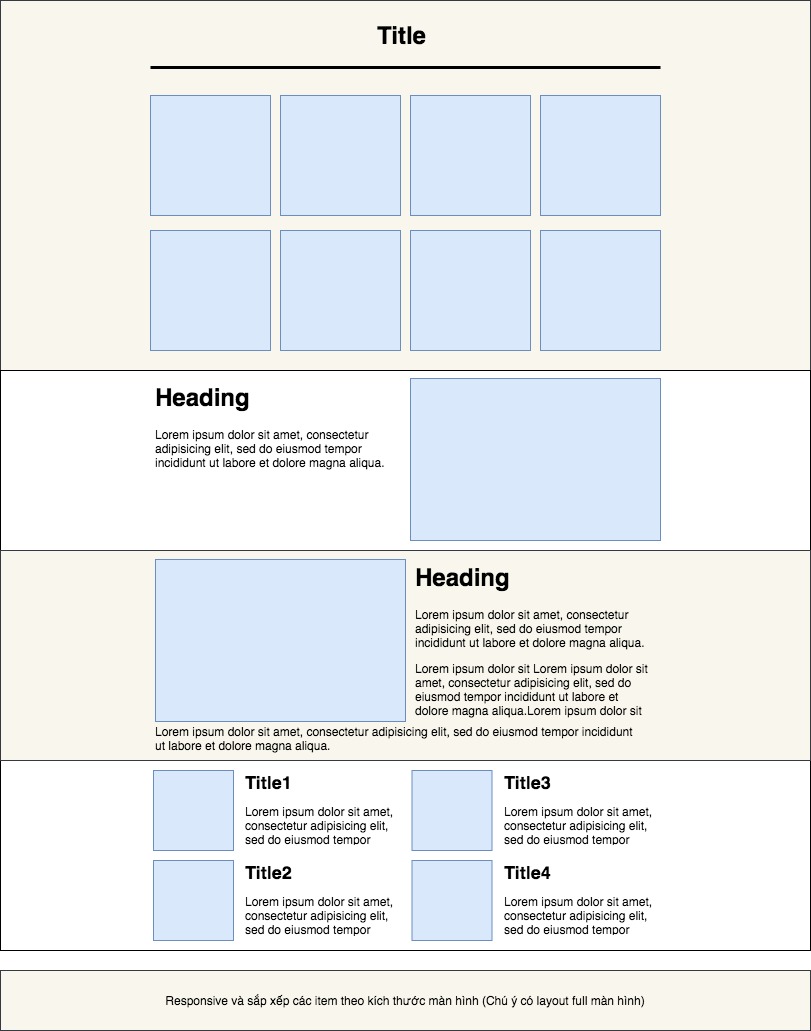 Title
Heading
Lorem ipsum dolor sit amet, consectetur
adipisicing elit, sed do eiusmod tempor
incididunt ut labore et dolore magna aliqua.
Heading
Lorem ipsum dolor sit amet, consectetur
adipisicing elit, sed do eiusmod tempor
incididunt ut labore et dolore magna aliqua.
Lorem ipsum dolor sit Lorem ipsum dolor sit
amet, consectetur adipisicing elit, sed do
eiusmod tempor incididunt ut labore et
dolore magna aliqua.Lorem ipsum dolor sit
Lorem ipsum dolor sit amet, consectetur adipisicing elit, sed do eiusmod tempor incididunt
ut labore et dolore magna aliqua.
Title1
Lorem ipsum dolor sit amet,
consectetur adipisicing elit,
sed do eiusmod tempor
Title3
Lorem ipsum dolor sit amet,
consectetur adipisicing elit,
sed do eiusmod tempor
Title2
Lorem ipsum dolor sit amet,
consectetur adipisicing elit,
sed do eiusmod tempor
Title4
Lorem ipsum dolor sit amet,
consectetur adipisicing elit,
sed do eiusmod tempor
Responsive và sắp xếp các item theo kích thước màn hình (Chú ý có layout full màn hình)